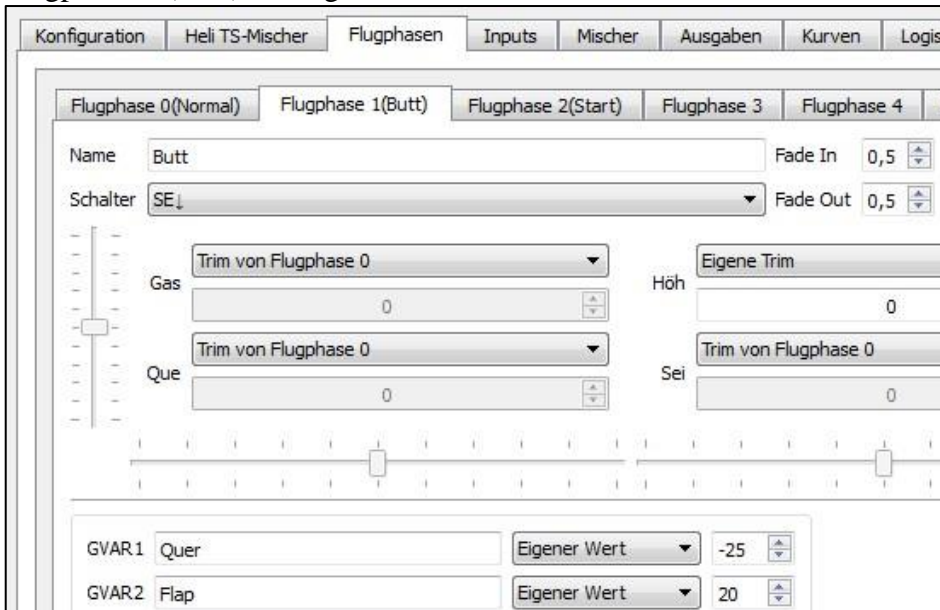 Konfiguration Heli TS-Mischer Flugphasen Inputs Mischer Ausgaben Kurven Logis
Flugphase 0(Normal) Flugphase 1(Butt) Flugphase 2(Start) Flugphase 3 Flugphase 4
Name Butt Fade In 0,5
Schalter SE↓ Fade Out 0,5
Trim von Flugphase 0 Eigene Trim
Gas Höh
0 0
Trim von Flugphase 0 Trim von Flugphase 0
Que Sei
0 0
GVAR1 Quer Eigener Wert -25
GVAR2 Flap Eigener Wert 20